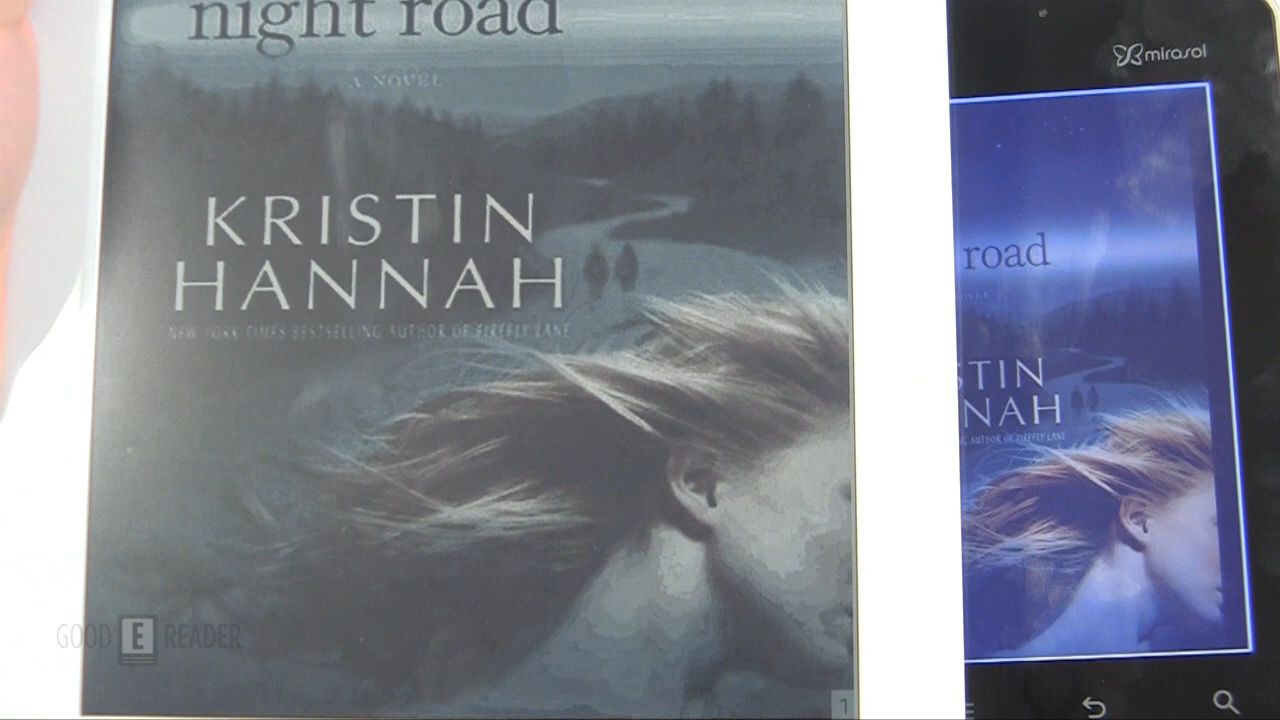 night road
A NOVEL
KRISTIN
HANNAH
NEW YORK TIMES BESTSELLING AUTHOR OF FIREFLY LANE
GOOD E READER
1
mirasol
road
NOVEL
STIN
NAH
AUTHOR OF FIREFLY LANE